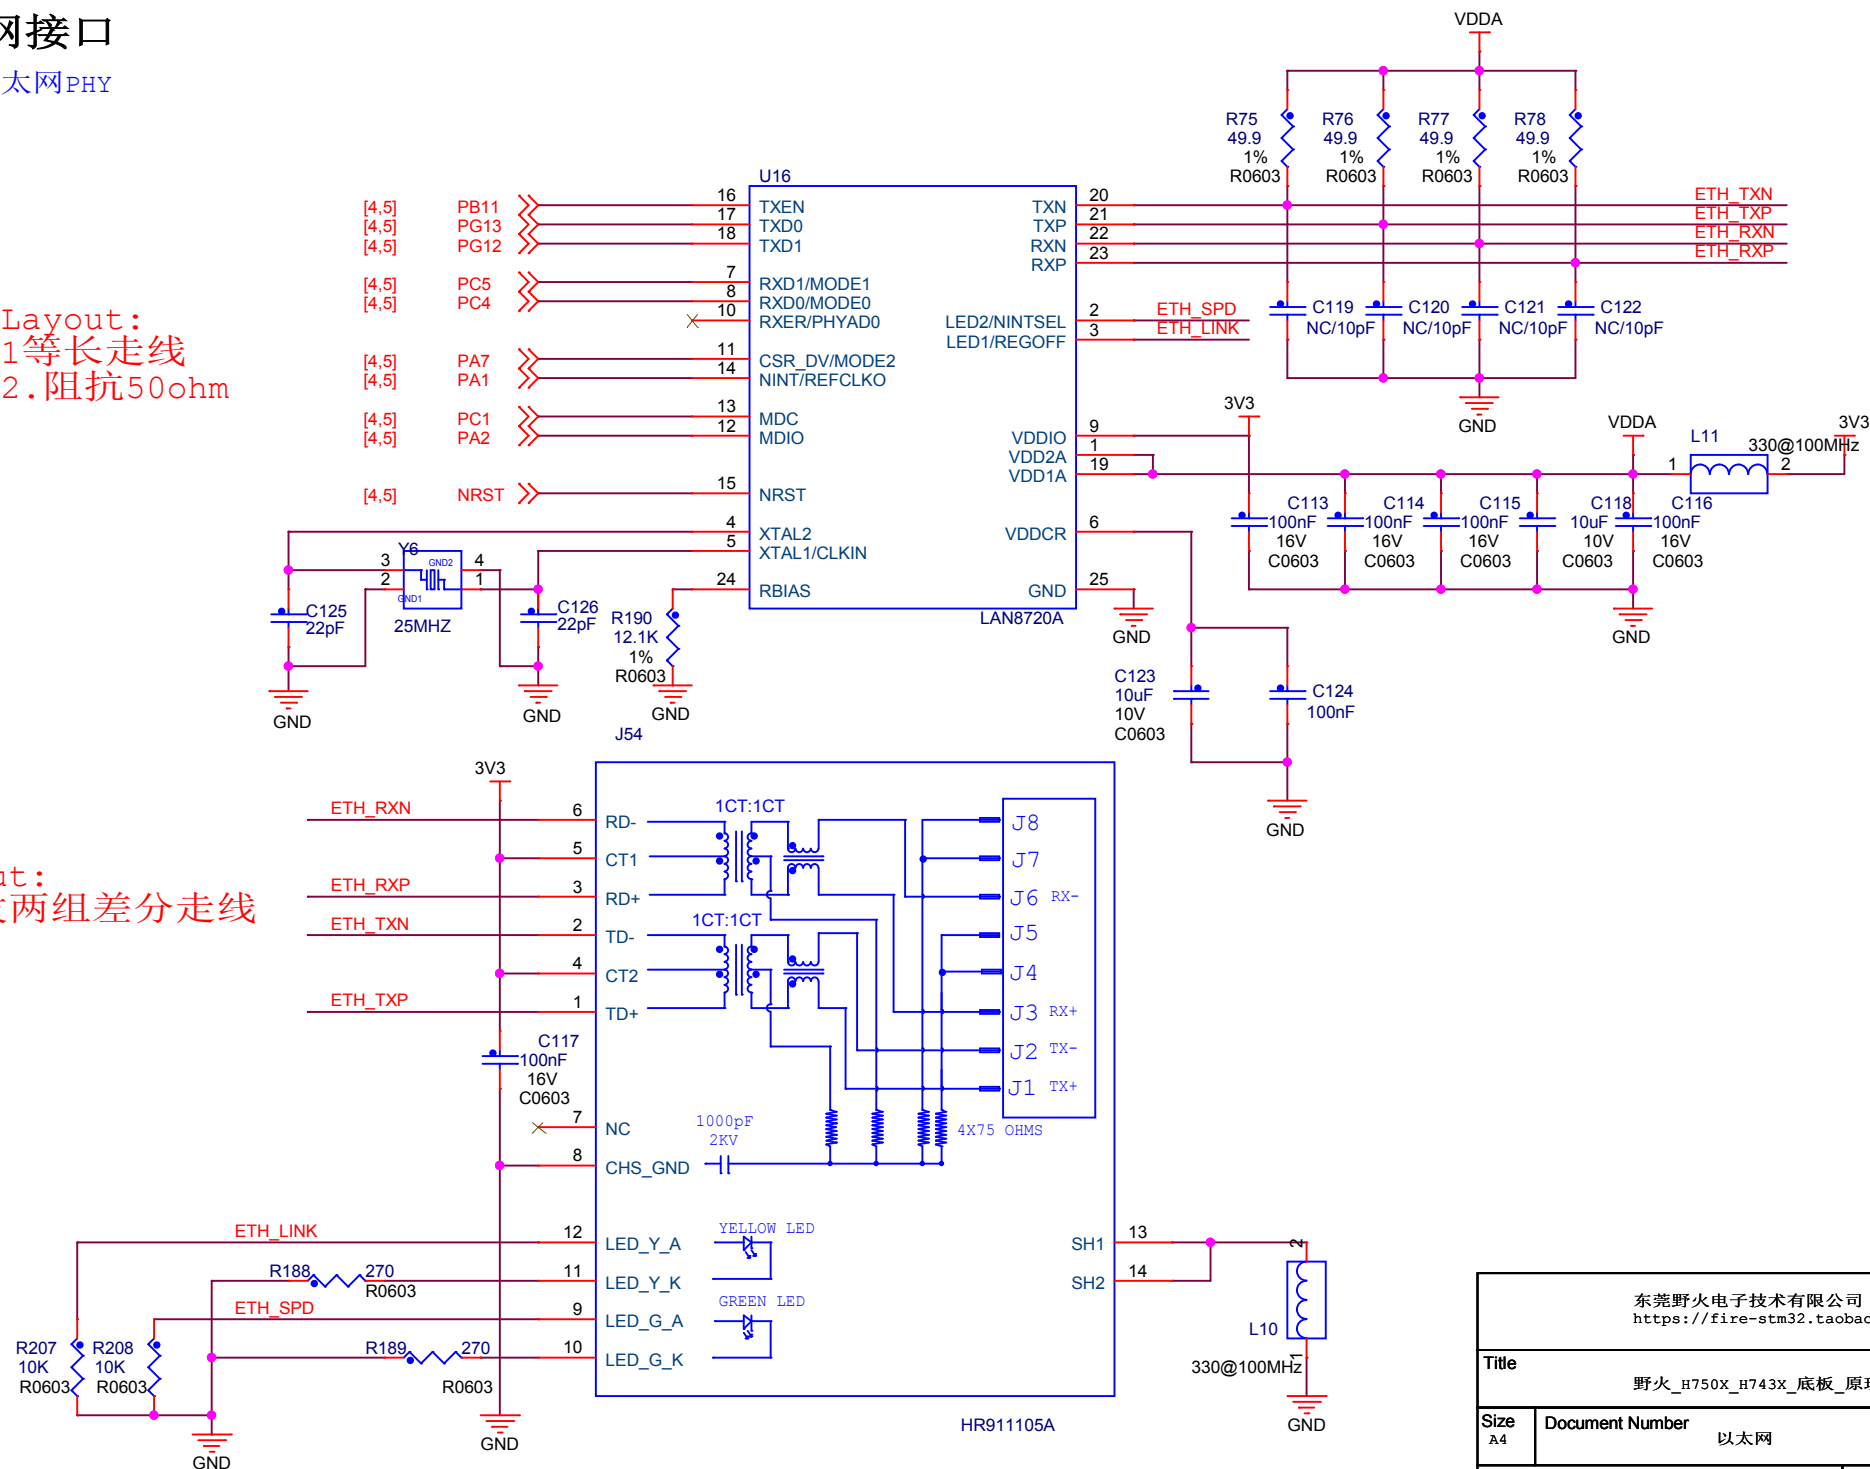 网接口
太网PHY
Layout:
1等长走线
2.阻抗50ohm
两组差分走线
VDDA
R75
49.9
1%
R0603
R76
49.9
1%
R0603
R77
49.9
1%
R0603
R78
49.9
1%
R0603
U16
[4,5] PB11 16 TXEN
[4,5] PG13 17 TXD0
[4,5] PG12 18 TXD1
[4,5] PC5 7 RXD1/MODE1
[4,5] PC4 8 RXD0/MODE0
10 RXER/PHYAD0
[4,5] PA7 11 CSR_DV/MODE2
[4,5] PA1 14 NINT/REFCLKO
[4,5] PC1 13 MDC
[4,5] PA2 12 MDIO
[4,5] NRST 15 NRST
4 XTAL2
5 XTAL1/CLKIN
24 RBIAS
TXN 20 ETH_TXN
TXP 21 ETH_TXP
RXN 22 ETH_RXN
RXP 23 ETH_RXP
LED2/NINTSEL 2 ETH_SPD
LED1/REGOFF 3 ETH_LINK
VDDIO 9
VDD2A 1
VDD1A 19
VDDCR 6
GND 25
LAN8720A
GND
C119
NC/10pF
C120
NC/10pF
C121
NC/10pF
C122
NC/10pF
GND
3V3
VDDA
L11
330@100MHz
1 2
3V3
C113
100nF
16V
C0603
C114
100nF
16V
C0603
C115
100nF
16V
C0603
C118
10uF
10V
C0603
C116
100nF
16V
C0603
GND
Y6
3 GND2 4
2 GND1 1
25MHZ
C125
22pF
GND
C126
22pF
GND
R190
12.1K
1%
R0603
GND
C123
10uF
10V
C0603
C124
100nF
GND
J54
3V3
ETH_RXN 6 RD-
5 CT1
ETH_RXP 3 RD+
ETH_TXN 2 TD-
4 CT2
ETH_TXP 1 TD+
C117
100nF
16V
C0603
7 NC
8 CHS_GND
1CT:1CT
1CT:1CT
J8
J7
J6 RX-
J5
J4
J3 RX+
J2 TX-
J1 TX+
1000pF
2KV
4X75 OHMS
ETH_LINK 12 LED_Y_A
R188 270 11 LED_Y_K
R0603
ETH_SPD 9 LED_G_A
R189 270 10 LED_G_K
R0603
YELLOW LED
GREEN LED
R207
10K
R0603
R208
10K
R0603
GND
GND
SH1 13
SH2 14
2
L10
330@100MHz
1
GND
HR911105A
东莞野火电子技术有限公司
https://fire-stm32.taobao
Title
野火_H750X_H743X_底板_原
Size
A4
Document Number
以太网